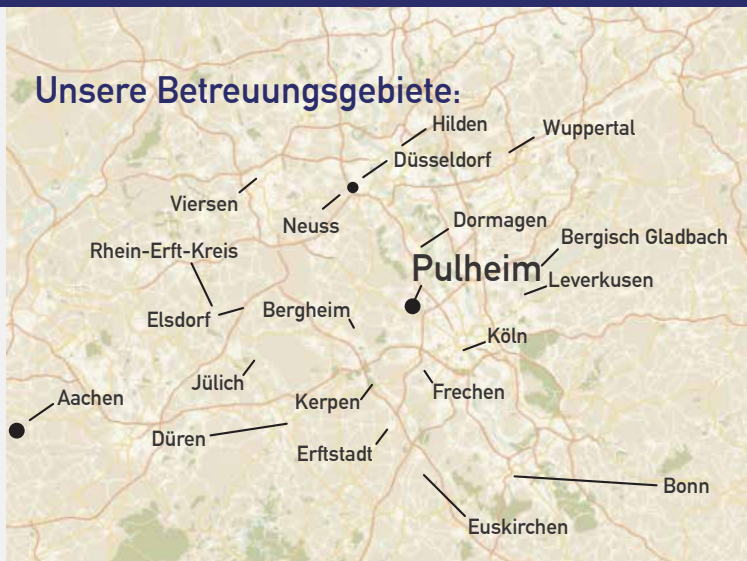 Unsere Betreuungsgebiete:
Hilden
Wuppertal
Düsseldorf
Viersen
Neuss
Dormagen
Bergisch Gladbach
Rhein-Erft-Kreis
Pulheim
Leverkusen
Elsdorf
Bergheim
Köln
Jülich
Kerpen
Frechen
Aachen
Düren
Erftstadt
Bonn
Euskirchen